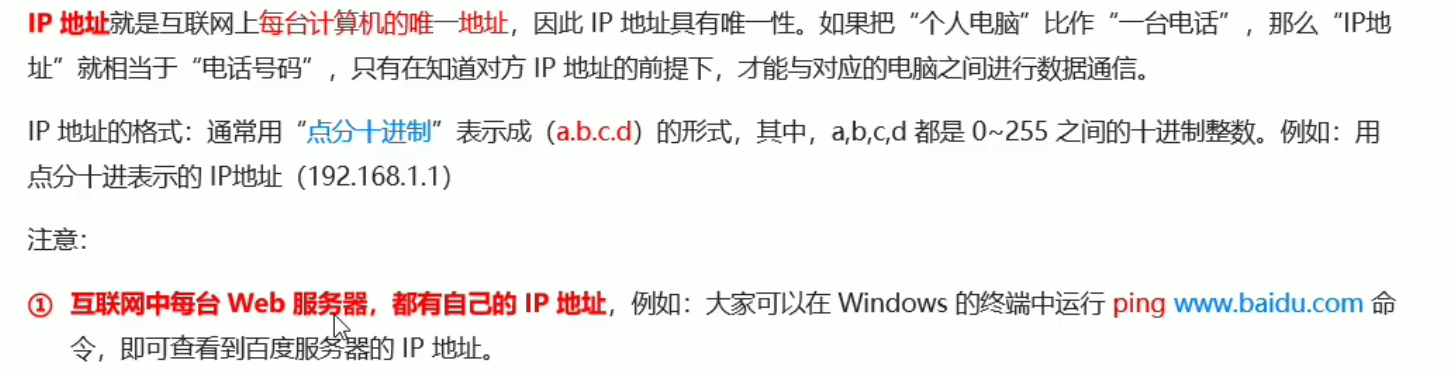 IP 地址就是互联网上每台计算机的唯一地址，因此 IP 地址具有唯一性。如果把“个人电脑”比作“一台电话”，那么“IP地
址”就相当于“电话号码”，只有在知道对方 IP 地址的前提下，才能与对应的电脑之间进行数据通信。
IP 地址的格式：通常用“点分十进制”表示成（a.b.c.d）的形式，其中，a,b,c,d 都是 0~255 之间的十进制整数。例如：用
点分十进表示的 IP地址（192.168.1.1）
注意：
① 互联网中每台 Web 服务器，都有自己的 IP 地址，例如：大家可以在 Windows 的终端中运行 ping www.baidu.com 命
令，即可查看到百度服务器的 IP 地址。